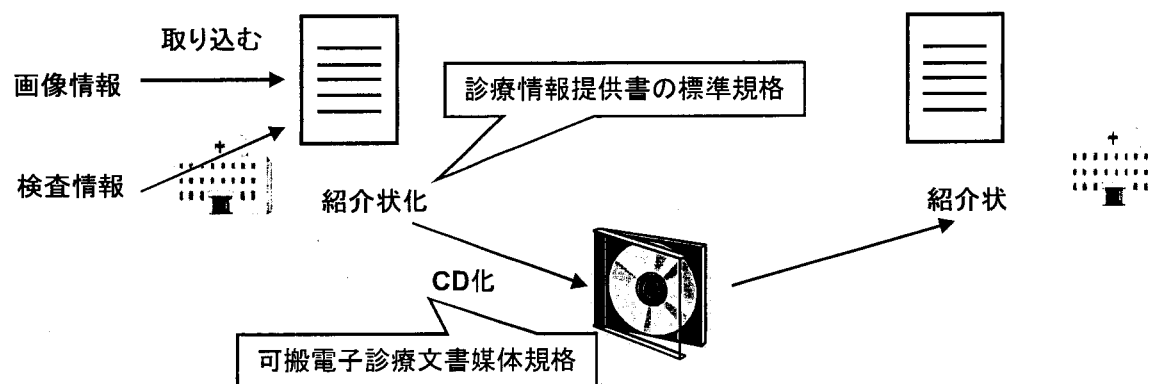 取り込む
画像情報
診療情報提供書の標準規格
検査情報
紹介状化
紹介状
CD化
可搬電子診療文書媒体規格